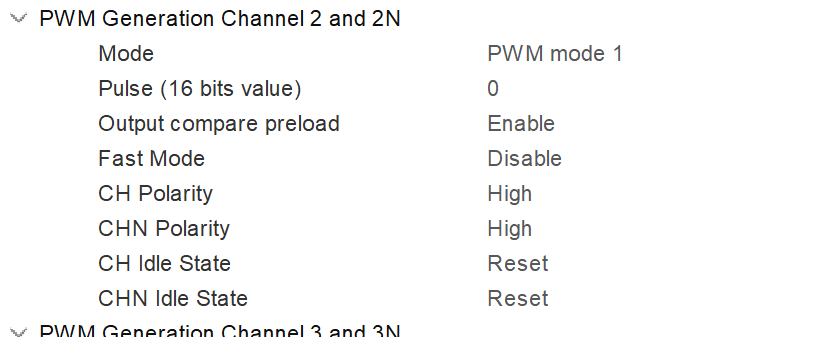 PWM Generation Channel 2 and 2N
Mode PWM mode 1
Pulse (16 bits value) 0
Output compare preload Enable
Fast Mode Disable
CH Polarity High
CHN Polarity High
CH Idle State Reset
CHN Idle State Reset
PWM Generation Channel 3 and 3N